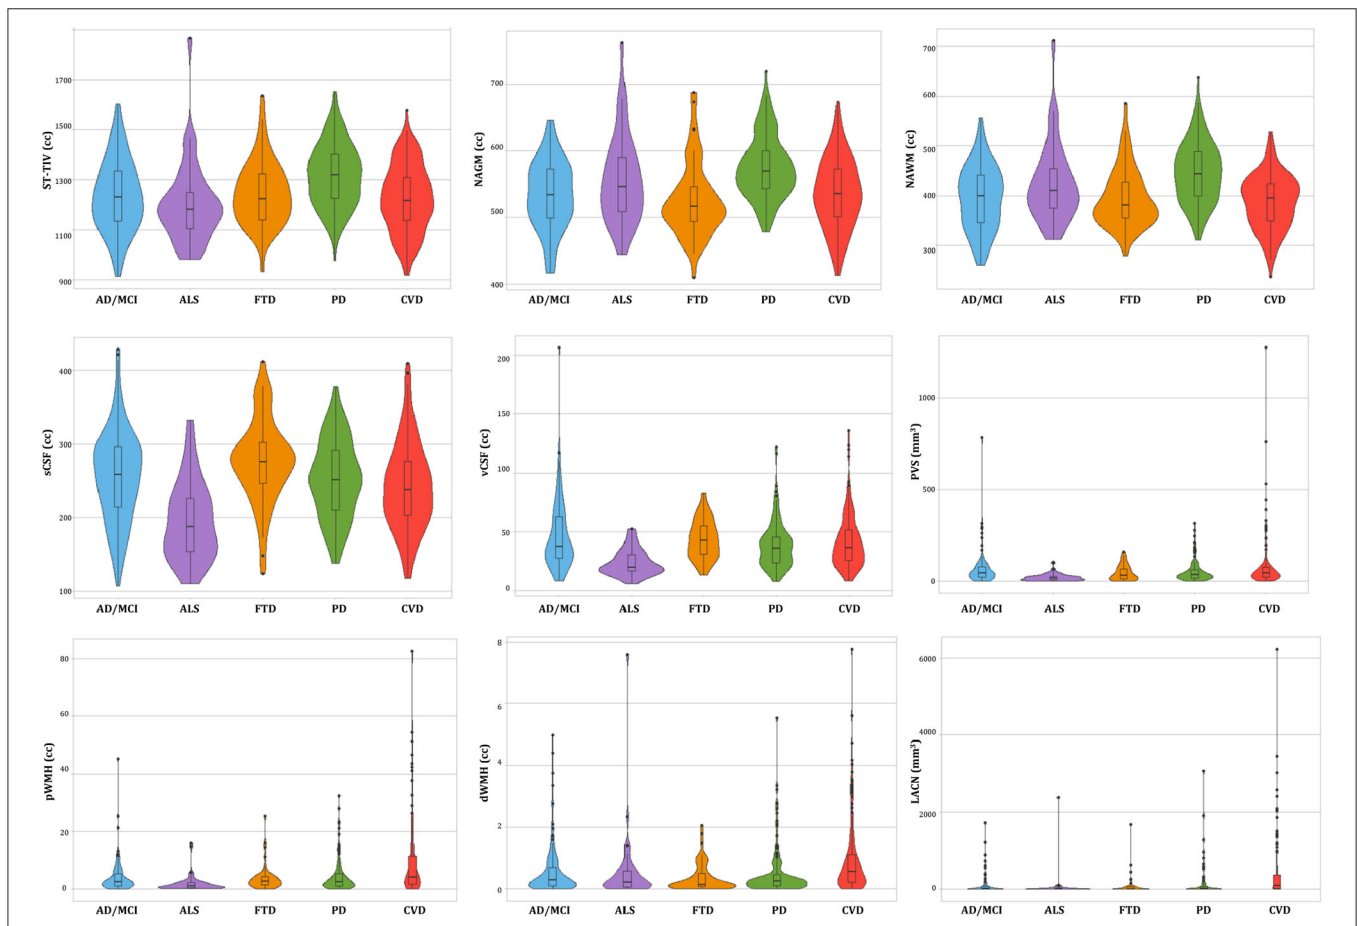 ST-TIV (cc)
1700
1500
1300
1100
900
AD/MCI ALS FTD PD CVD
NAGM (cc)
700
600
500
400
AD/MCI ALS FTD PD CVD
NAWM (cc)
700
600
500
400
300
AD/MCI ALS FTD PD CVD
sCSF (cc)
400
300
200
100
AD/MCI ALS FTD PD CVD
vCSF (cc)
200
150
100
50
0
AD/MCI ALS FTD PD CVD
PVS (mm³)
1000
500
0
AD/MCI ALS FTD PD CVD
pWMH (cc)
80
60
40
20
0
AD/MCI ALS FTD PD CVD
dWMH (cc)
8
6
4
2
0
AD/MCI ALS FTD PD CVD
LACN (mm³)
6000
4000
2000
0
AD/MCI ALS FTD PD CVD